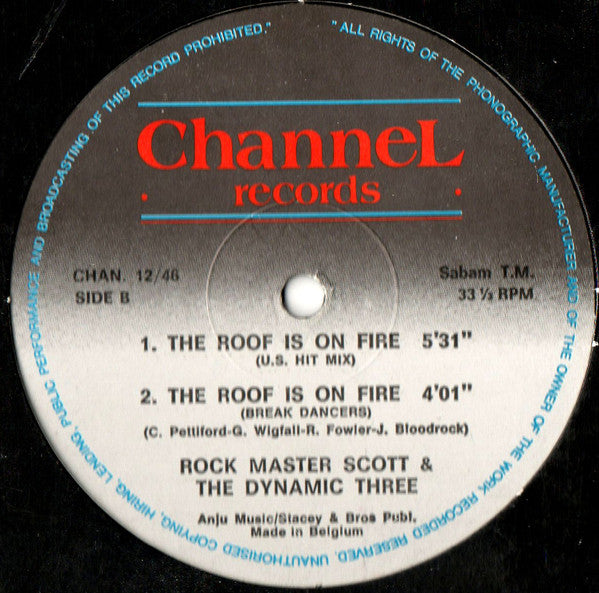 "ALL RIGHTS OF THE PHONOGRAPHIC MANUFACTURER AND OF THE OWNER OF THE WORK RECORDED RESERVED. UNAUTHORISED COPYING, HIRING, LENDING, PUBLIC PERFORMANCE AND BROADCASTING OF THIS RECORD PROHIBITED."
ChanneL
· records ·
CHAN. 12/46
Sabam T.M.
SIDE B
33 ⅓ RPM
1. THE ROOF IS ON FIRE 5'31"
(U.S. HIT MIX)
2. THE ROOF IS ON FIRE 4'01"
(BREAK DANCERS)
(C. Pettiford-G. Wigfall-R. Fowler-J. Bloodrock)
ROCK MASTER SCOTT &
THE DYNAMIC THREE
Anju Music/Stacey & Bros Publ.
Made in Belgium